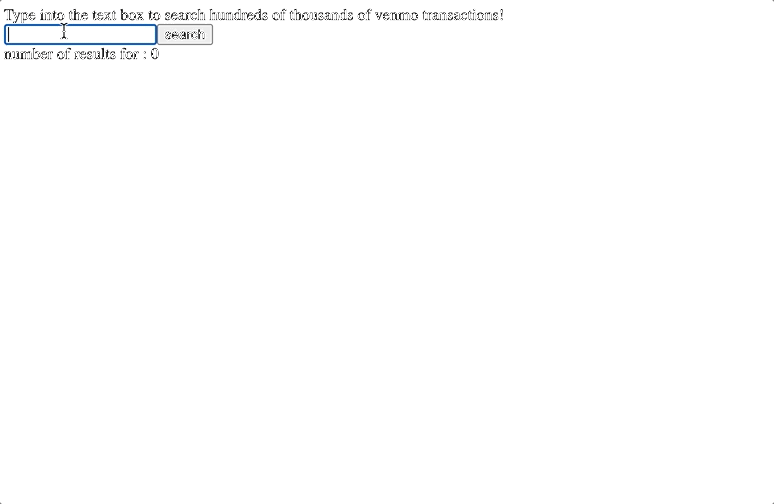 Type into the text box to search hundreds of thousands of venmo transactions!
search
number of results for : 0